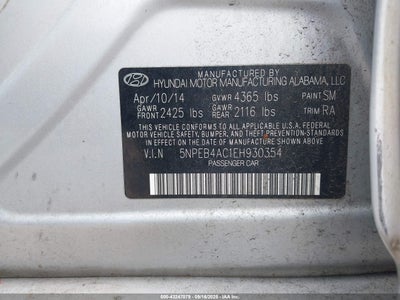 MANUFACTURED BY
HYUNDAI MOTOR MANUFACTURING ALABAMA, LLC
Apr/10/14 GVWR 4365 lbs PAINT SM
GAWR FRONT 2425 lbs GAWR REAR 2116 lbs TRIM RA
THIS VEHICLE CONFORMS TO ALL APPLICABLE U.S.A.
FEDERAL MOTOR VEHICLE
SAFETY, BUMPER, AND THEFT PREVENTION
STANDARDS IN EFFECT ON THE
DATE OF MANUFACTURE SHOWN ABOVE.
V.I.N 5NPEB4AC1EH930354
PASSENGER CAR